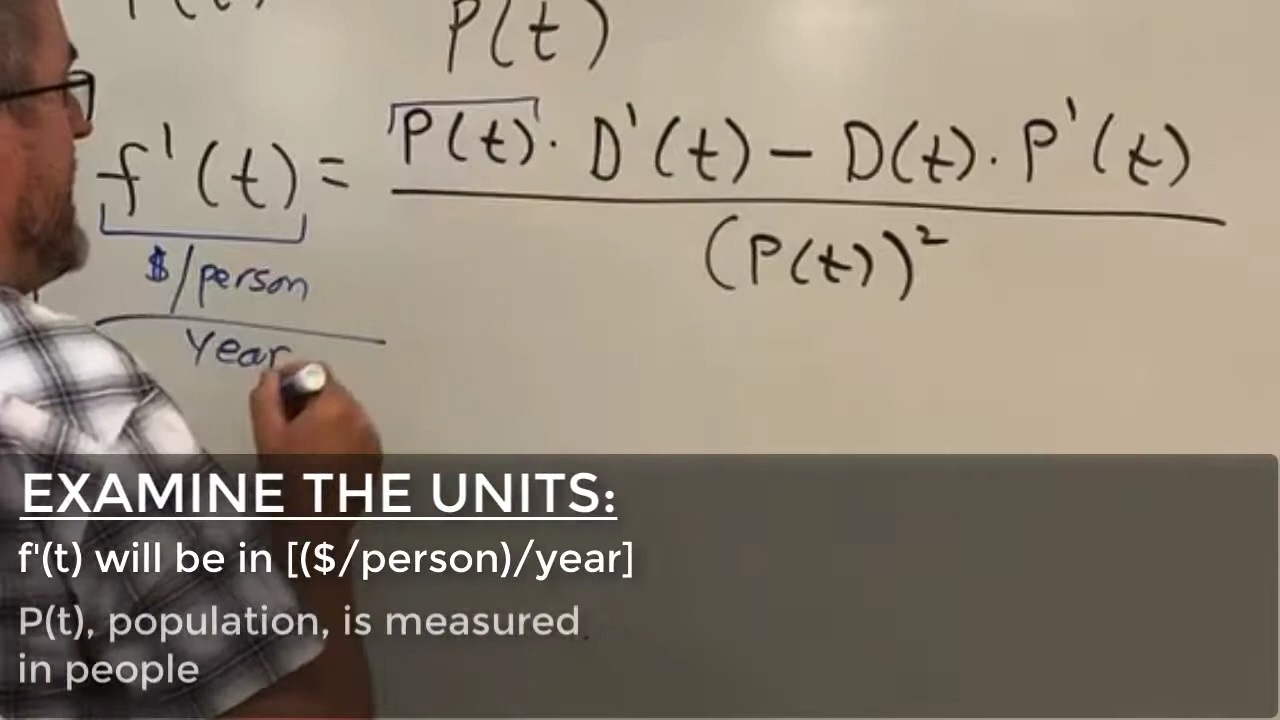 P(t)
f'(t) = P(t) · D'(t) − D(t) · P'(t)
(P(t))²
$/person
Year
EXAMINE THE UNITS:
f'(t) will be in [($/person)/year]
P(t), population, is measured
in people